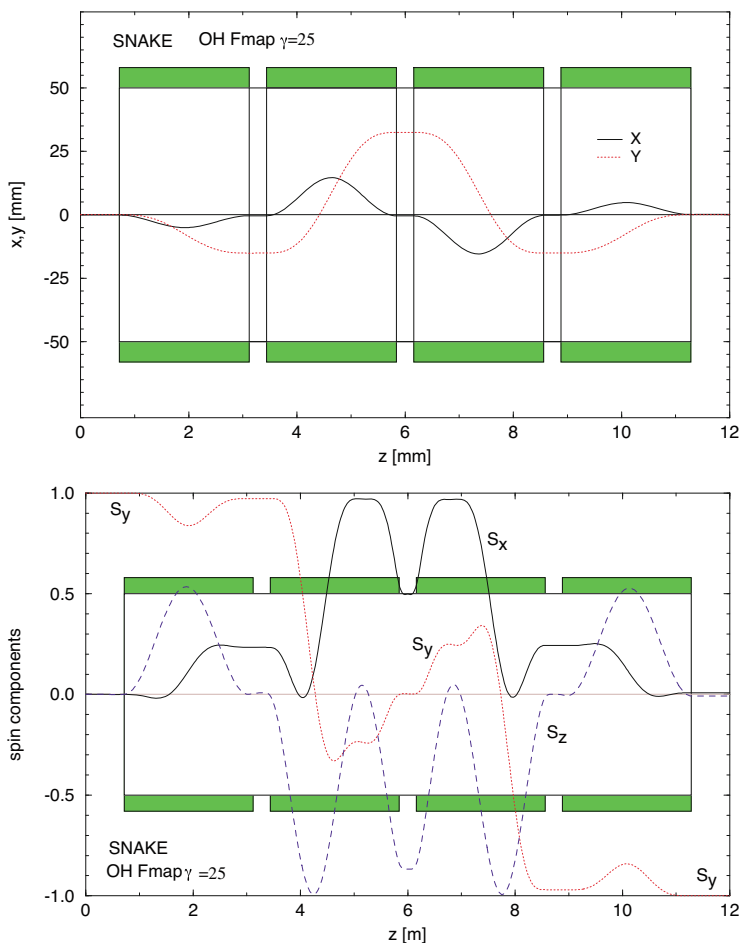 SNAKE OH Fmap γ=25
50
25
0
-25
-50
x,y [mm]
X
Y
0 2 4 6 8 10 12
z [mm]
1.0
0.5
0.0
-0.5
-1.0
spin components
Sy
Sx
Sy
Sz
SNAKE
OH Fmap γ =25
Sy
0 2 4 6 8 10 12
z [m]